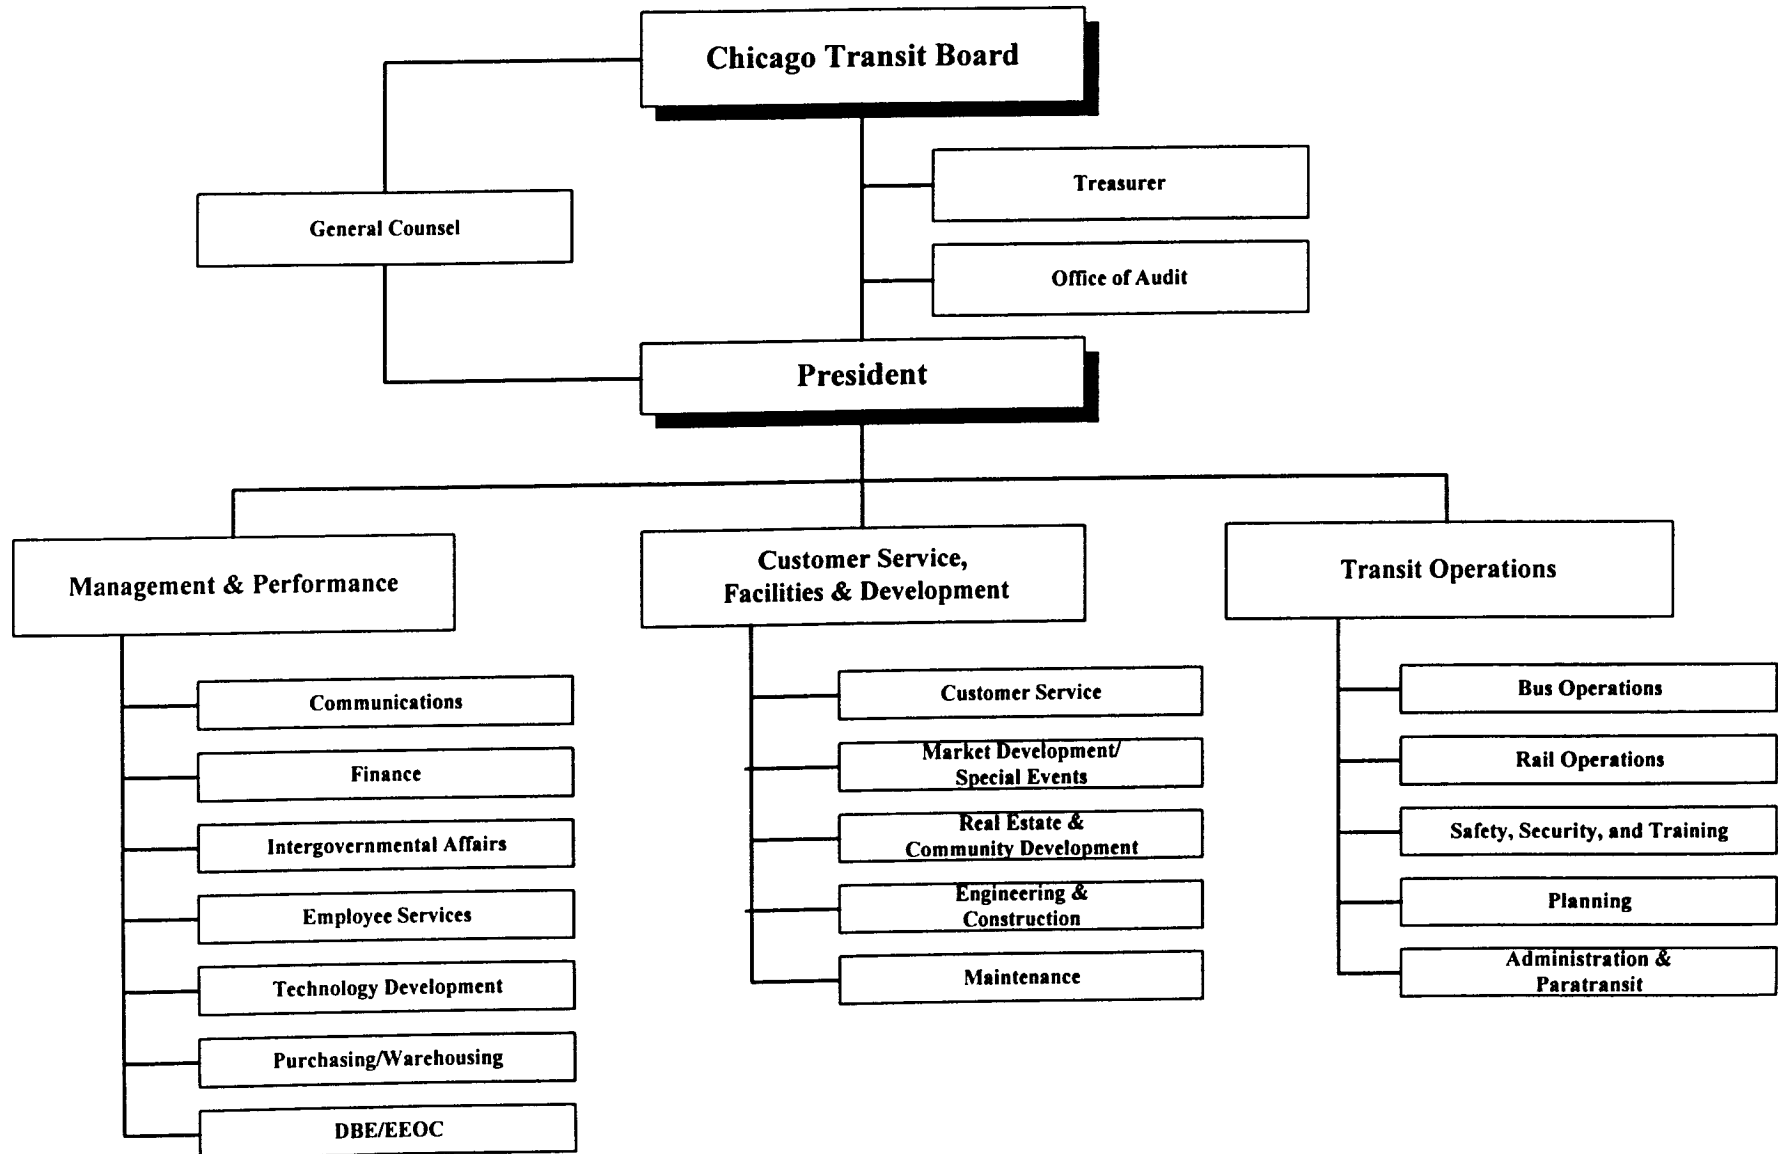 Chicago Transit Board
Treasurer
General Counsel
Office of Audit
President
Management & Performance
Customer Service,
Facilities & Development
Transit Operations
Communications
Finance
Intergovernmental Affairs
Employee Services
Technology Development
Purchasing/Warehousing
DBE/EEOC
Customer Service
Market Development/
Special Events
Real Estate &
Community Development
Engineering &
Construction
Maintenance
Bus Operations
Rail Operations
Safety, Security, and Training
Planning
Administration &
Paratransit